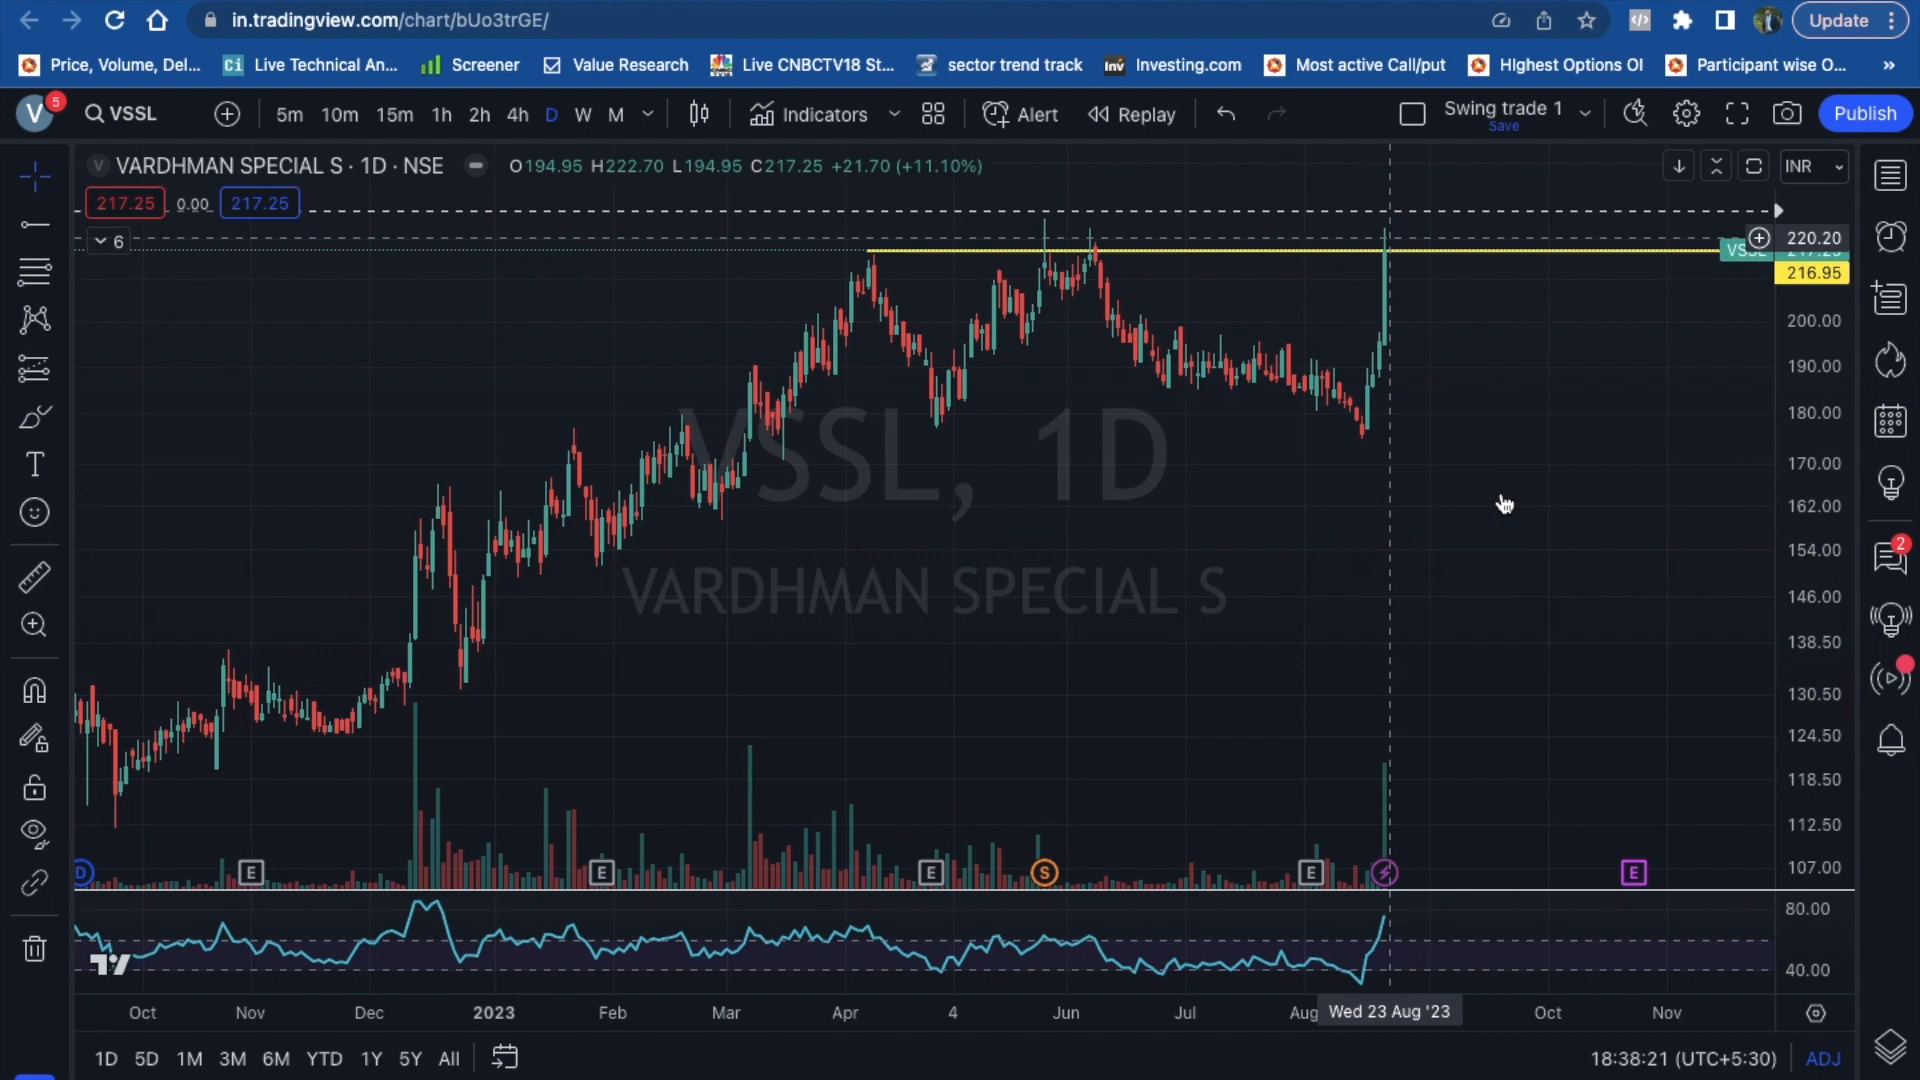 in.tradingview.com/chart/bUo3trGE/
Update
Price, Volume, Del...
Live Technical An...
Screener
Value Research
Live CNBCTV18 St...
sector trend track
Investing.com
Most active Call/put
HIghest Options OI
Participant wise O...
»
V 5
VSSL
5m 10m 15m 1h 2h 4h D W M
Indicators
Alert
Replay
Swing trade 1
Save
Publish
V VARDHMAN SPECIAL S · 1D · NSE
O194.95 H222.70 L194.95 C217.25 +21.70 (+11.10%)
INR
217.25 0.00 217.25
6
220.20
VSSL 217.25
216.95
200.00
190.00
180.00
170.00
162.00
154.00
146.00
138.50
130.50
124.50
118.50
112.50
107.00
VSSL, 1D
VARDHMAN SPECIAL S
2
D E E E S E E
80.00
40.00
Oct Nov Dec 2023 Feb Mar Apr 4 Jun Jul Aug Wed 23 Aug '23 Oct Nov
1D 5D 1M 3M 6M YTD 1Y 5Y All
18:38:21 (UTC+5:30)
ADJ